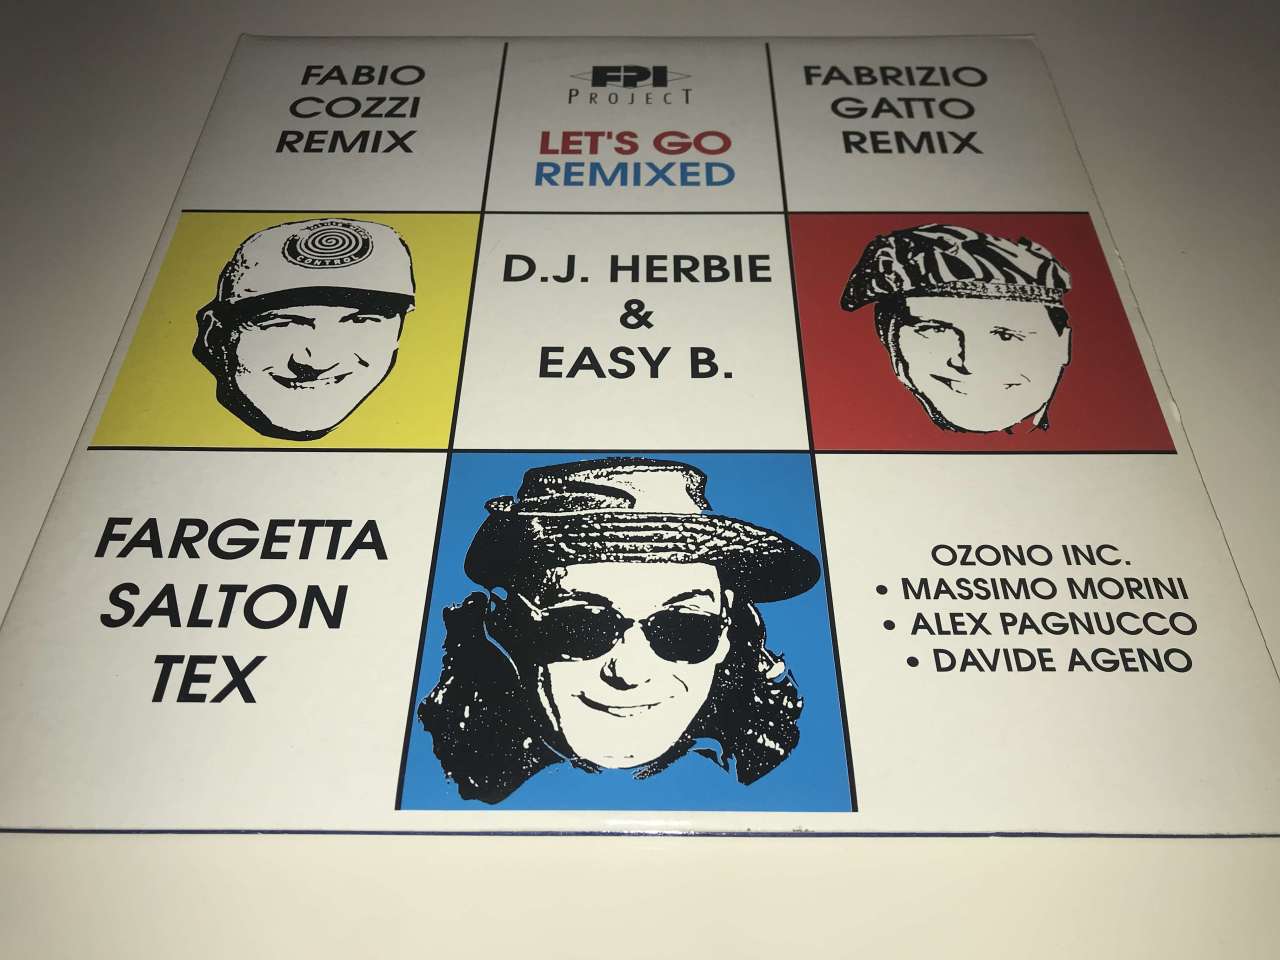 FABIO
COZZI
REMIX
FPI
PROJECT
LET'S GO
REMIXED
FABRIZIO
GATTO
REMIX
CONTROL
D.J. HERBIE
&
EASY B.
FARGETTA
SALTON
TEX
OZONO INC.
• MASSIMO MORINI
• ALEX PAGNUCCO
• DAVIDE AGENO